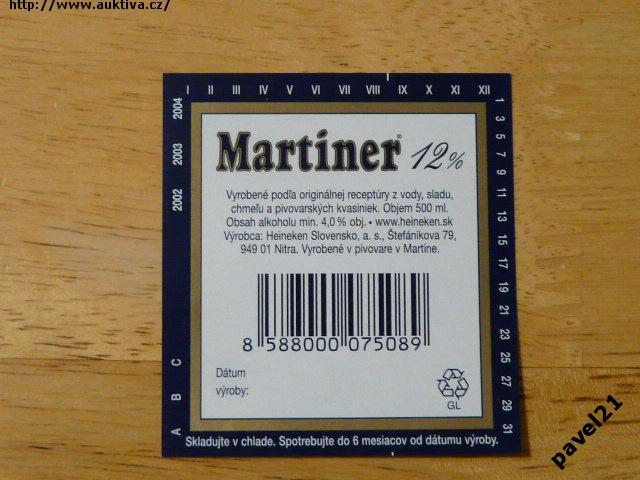 http://www.auktiva.cz/
I II III IV V VI VII VIII IX X XI XII
2004
2003
2002
C
B
A
1 3 5 7 9 11 13 15 17 19 21 23 25 27 29 31
Martiner® 12%
Vyrobené podľa originálnej receptúry z vody, sladu,
chmeľu a pivovarských kvasiniek. Objem 500 ml.
Obsah alkoholu min. 4,0 % obj. • www.heineken.sk
Výrobca: Heineken Slovensko, a. s., Štefánikova 79,
949 01 Nitra. Vyrobené v pivovare v Martine.
8 588000 075089
Dátum
výroby:
GL
Skladujte v chlade. Spotrebujte do 6 mesiacov od dátumu výroby.
pavel21